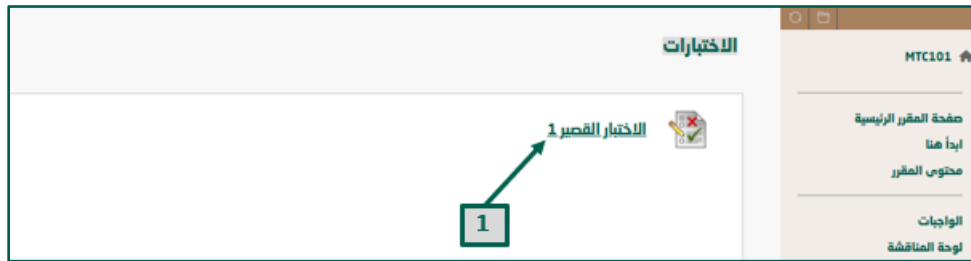 الاختبارات
الاختبار القصير 1
1
MTC101
صفحة المقرر الرئيسية
ابدأ هنا
محتوى المقرر
الواجبات
لوحة المناقشة